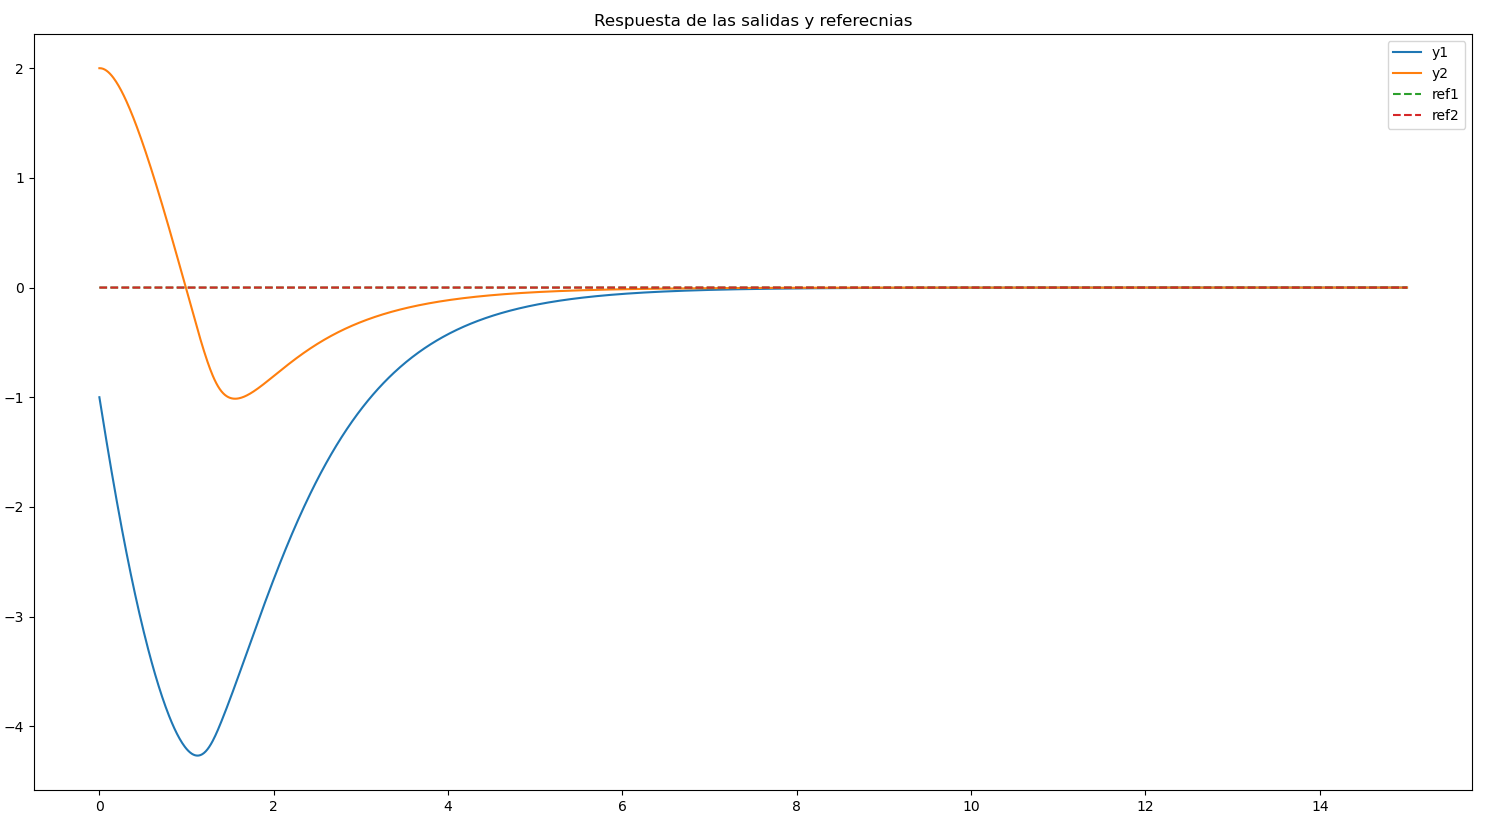 Respuesta de las salidas y referecnias
y1
y2
ref1
ref2
2
1
0
−1
−2
−3
−4
0 2 4 6 8 10 12 14